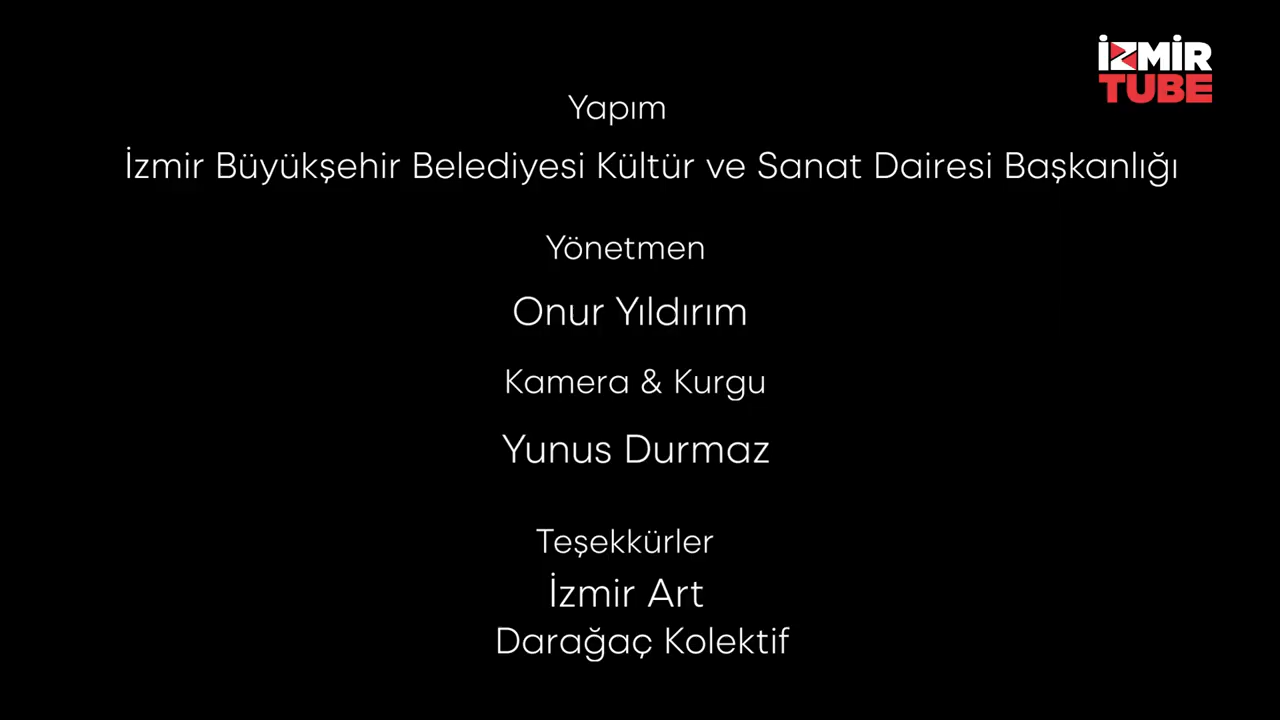 İZMİR
TUBE
Yapım
İzmir Büyükşehir Belediyesi Kültür ve Sanat Dairesi Başkanlığı
Yönetmen
Onur Yıldırım
Kamera & Kurgu
Yunus Durmaz
Teşekkürler
İzmir Art
Darağaç Kolektif